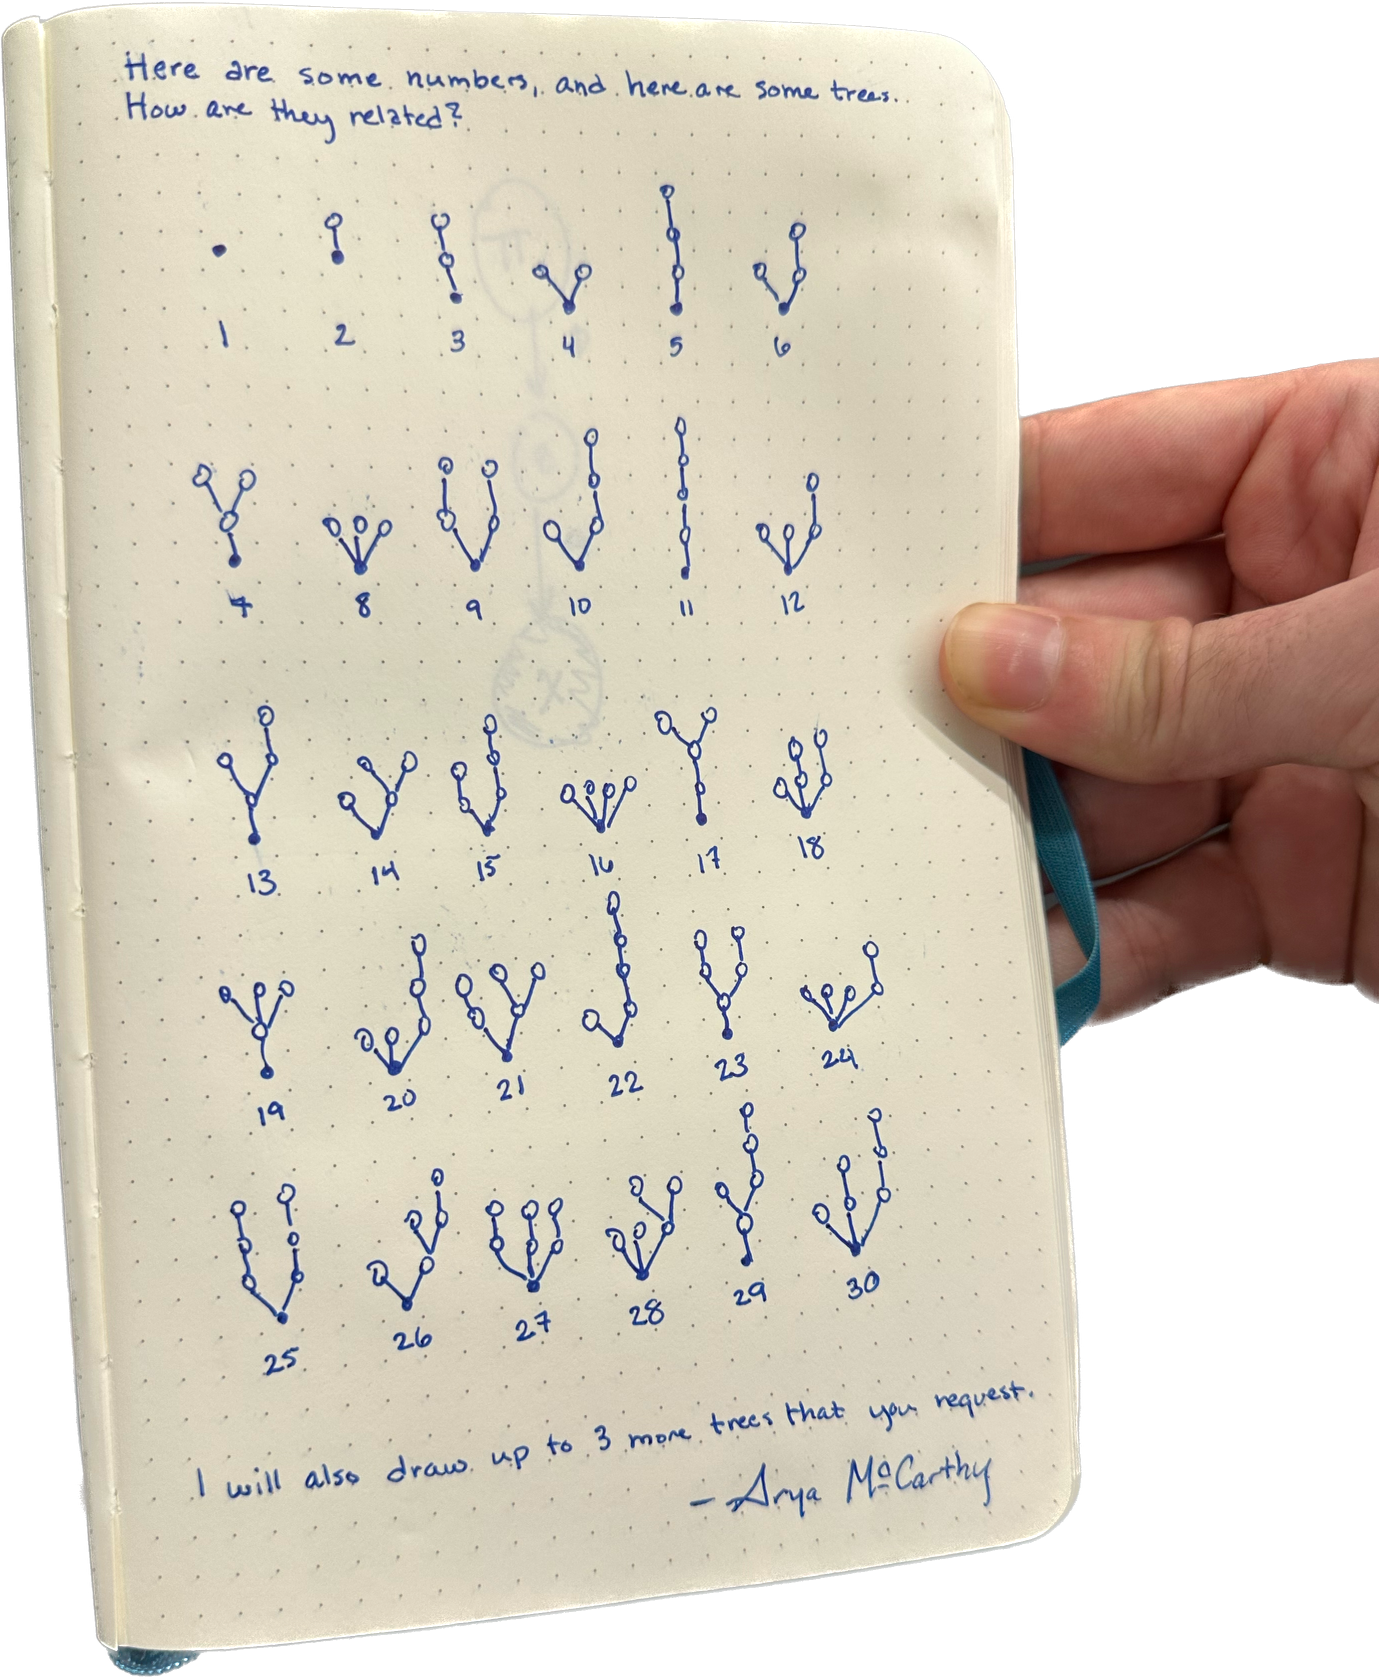 Here are some numbers, and here are some trees.
How are they related?
1 2 3 4 5 6
7 8 9 10 11 12
13 14 15 16 17 18
19 20 21 22 23 24
25 26 27 28 29 30
I will also draw up to 3 more trees that you request.
— Arya McCarthy